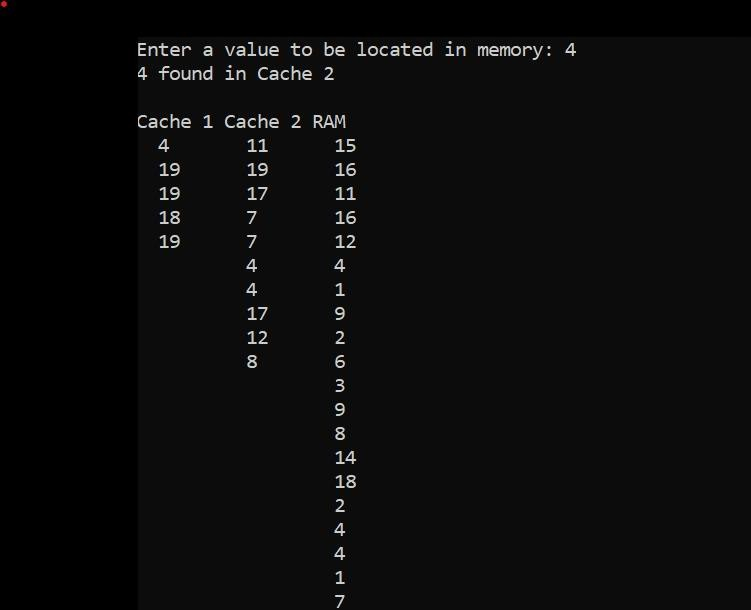 Enter a value to be located in memory: 4
4 found in Cache 2
Cache 1 Cache 2 RAM
4 11 15
19 19 16
19 17 11
18 7 16
19 7 12
4 4
4 1
17 9
12 2
8 6
3
9
8
14
18
2
4
4
1
7